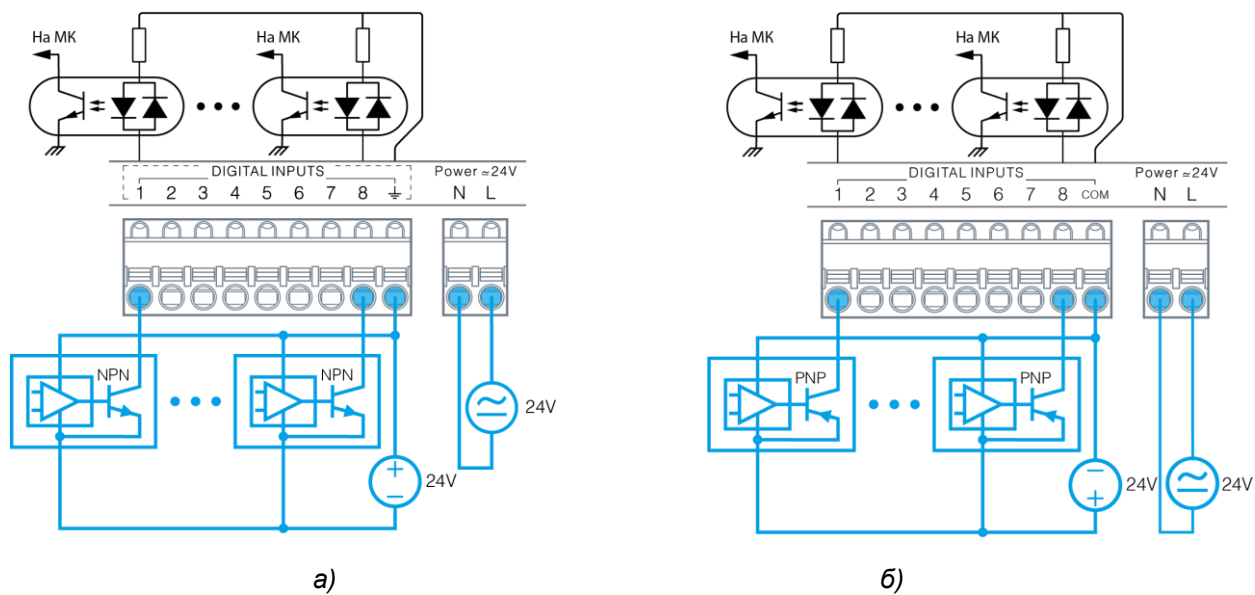 На МК
На МК
DIGITAL INPUTS
Power ≃24V
1 2 3 4 5 6 7 8 ⏚
N L
NPN
NPN
24V
+
−
24V
а)
На МК
На МК
DIGITAL INPUTS
Power ≃24V
1 2 3 4 5 6 7 8 COM
N L
PNP
PNP
−
+
24V
24V
б)